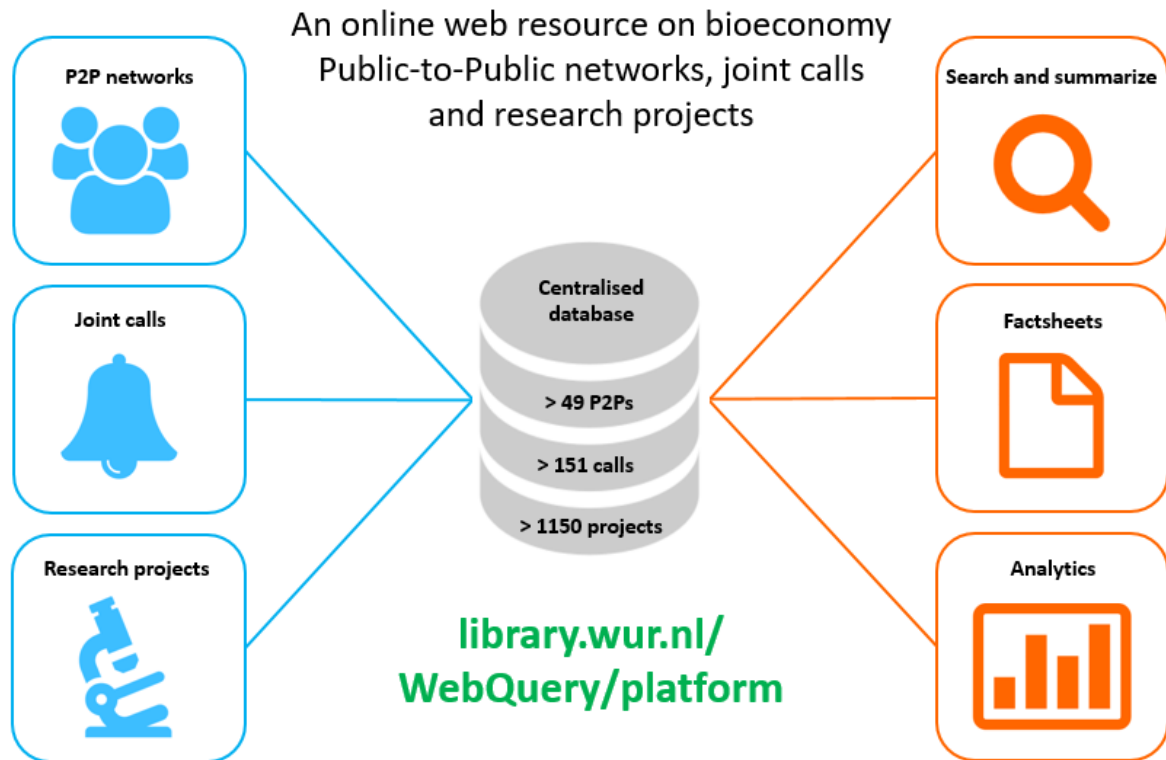 An online web resource on bioeconomy
Public-to-Public networks, joint calls
and research projects
P2P networks
Joint calls
Research projects
Centralised
database
> 49 P2Ps
> 151 calls
> 1150 projects
library.wur.nl/
WebQuery/platform
Search and summarize
Factsheets
Analytics